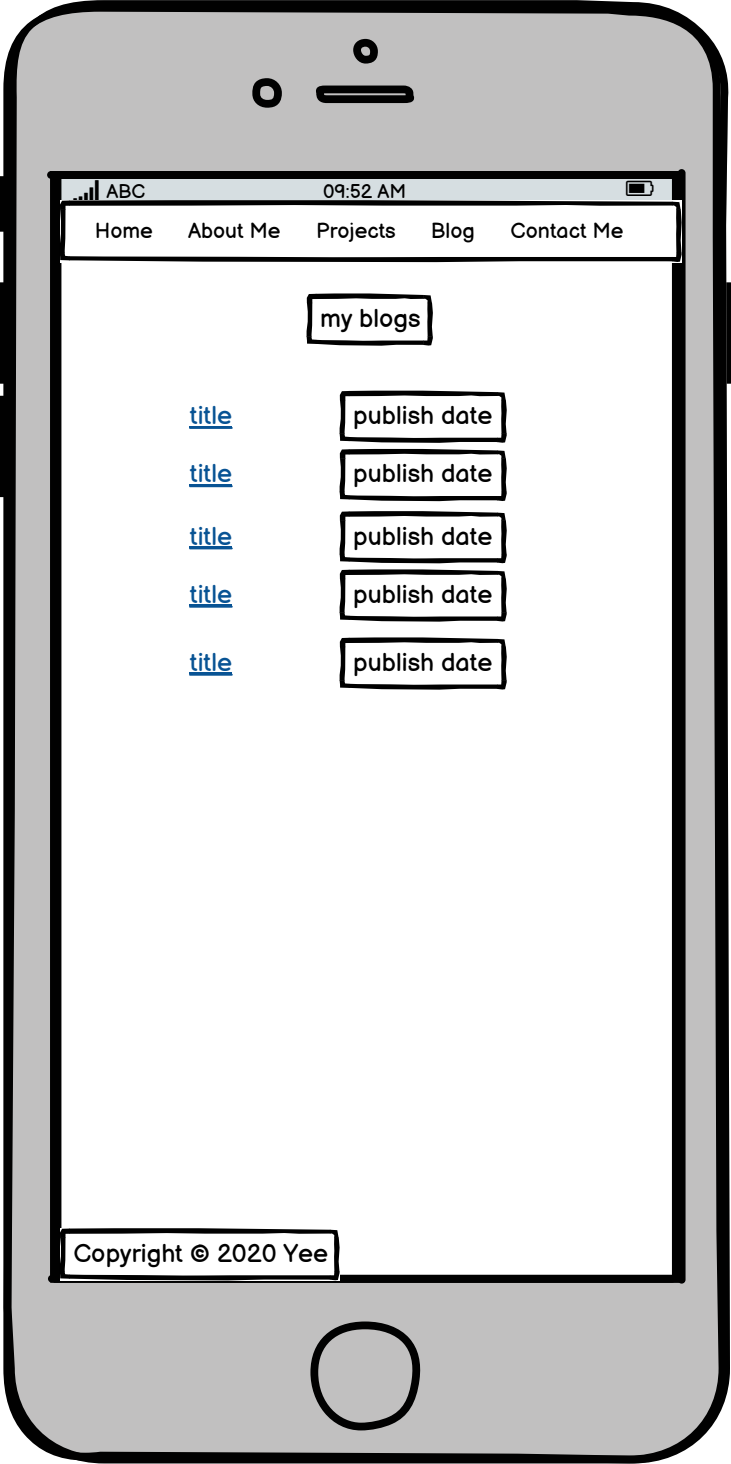 ABC 09:52 AM
Home About Me Projects Blog Contact Me
my blogs
title publish date
title publish date
title publish date
title publish date
title publish date
Copyright © 2020 Yee